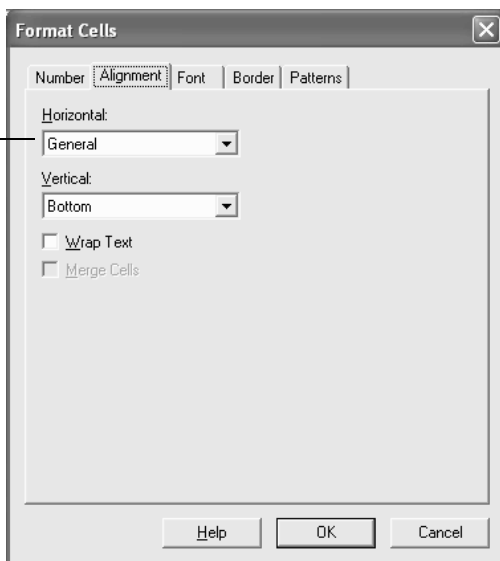 Format Cells
Number Alignment Font Border Patterns
Horizontal:
General
Vertical:
Bottom
Wrap Text
Merge Cells
Help OK Cancel